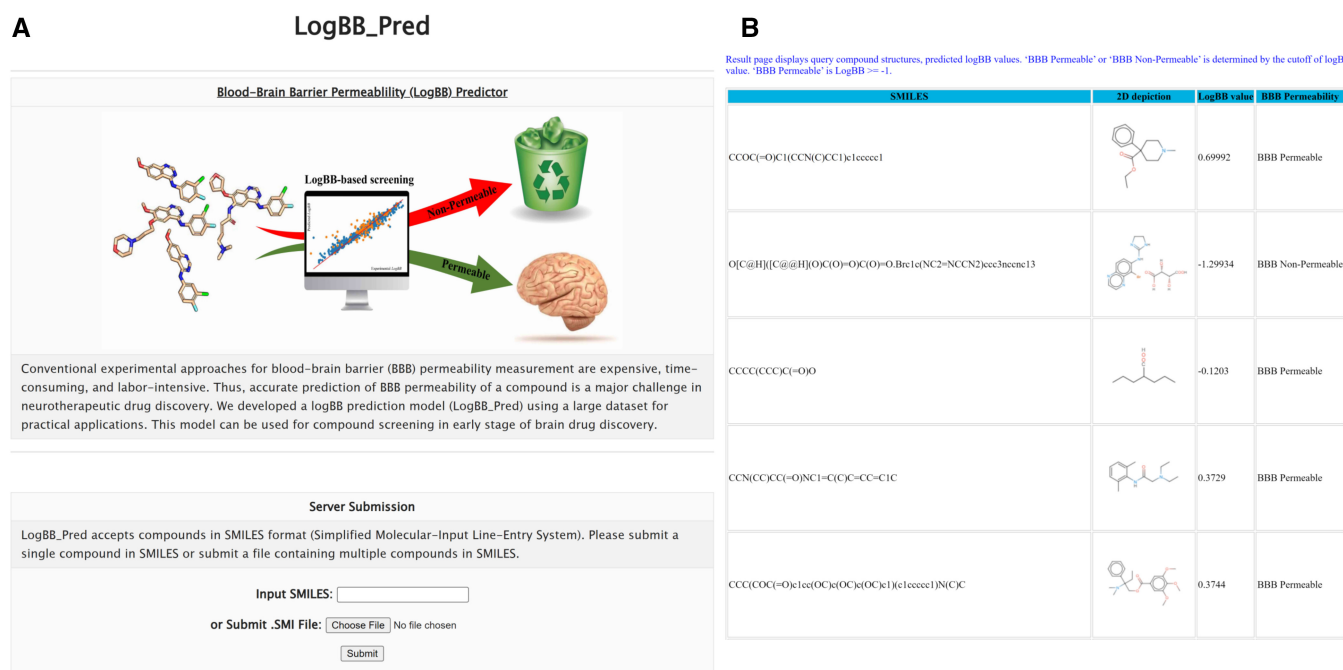 A
LogBB_Pred
Blood-Brain Barrier Permeablility (LogBB) Predictor
LogBB-based screening
Non-Permeable
Permeable
Predicted LogBB
Experimental LogBB
Conventional experimental approaches for blood-brain barrier (BBB) permeability measurement are expensive, time-
consuming, and labor-intensive. Thus, accurate prediction of BBB permeability of a compound is a major challenge in
neurotherapeutic drug discovery. We developed a logBB prediction model (LogBB_Pred) using a large dataset for
practical applications. This model can be used for compound screening in early stage of brain drug discovery.
Server Submission
LogBB_Pred accepts compounds in SMILES format (Simplified Molecular-Input Line-Entry System). Please submit a
single compound in SMILES or submit a file containing multiple compounds in SMILES.
Input SMILES:
or Submit .SMI File: Choose File No file chosen
Submit
B
Result page displays query compound structures, predicted logBB values. 'BBB Permeable' or 'BBB Non-Permeable' is determined by the cutoff of logB
value. 'BBB Permeable' is LogBB >= -1.
SMILES 2D depiction LogBB value BBB Permeability
CCOC(=O)C1(CCN(C)CC1)c1ccccc1 0.69992 BBB Permeable
O[C@H]([C@@H](O)C(O)=O)C(O)=O.Brc1c(NC2=NCCN2)ccc3nccnc13 -1.29934 BBB Non-Permeable
CCCC(CCC)C(=O)O -0.1203 BBB Permeable
CCN(CC)CC(=O)NC1=C(C)C=CC=C1C 0.3729 BBB Permeable
CCC(COC(=O)c1cc(OC)c(OC)c(OC)c1)(c1ccccc1)N(C)C 0.3744 BBB Permeable